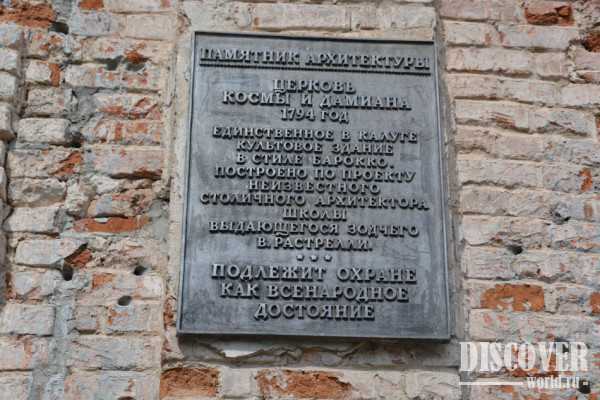 ПАМЯТНИК АРХИТЕКТУРЫ
ЦЕРКОВЬ
КОСМЫ И ДАМИАНА
1794 ГОД
ЕДИНСТВЕННОЕ В КАЛУГЕ
КУЛЬТОВОЕ ЗДАНИЕ
В СТИЛЕ БАРОККО.
ПОСТРОЕНО ПО ПРОЕКТУ
НЕИЗВЕСТНОГО
СТОЛИЧНОГО АРХИТЕКТОРА
ШКОЛЫ
ВЫДАЮЩЕГОСЯ ЗОДЧЕГО
В. РАСТРЕЛЛИ.
* * *
ПОДЛЕЖИТ ОХРАНЕ
КАК ВСЕНАРОДНОЕ
ДОСТОЯНИЕ
DISCOVER
world.ru